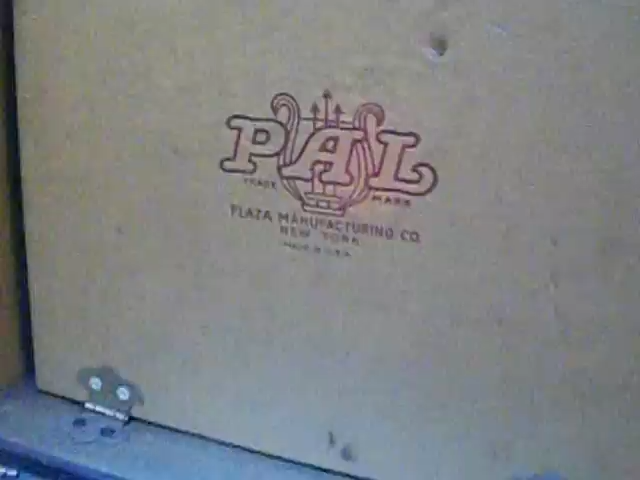 PAL
TRADE MARK
PLAZA MANUFACTURING CO.
NEW YORK
MADE IN U.S.A.